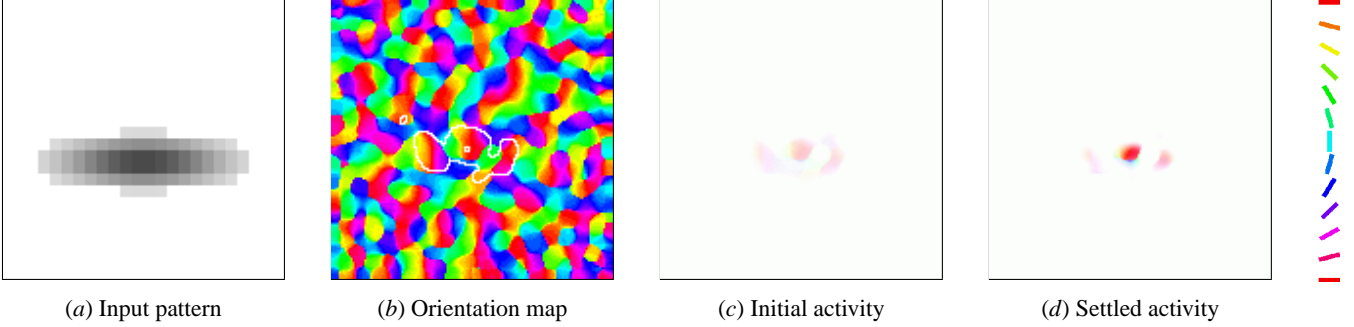 (a) Input pattern
(b) Orientation map
(c) Initial activity
(d) Settled activity